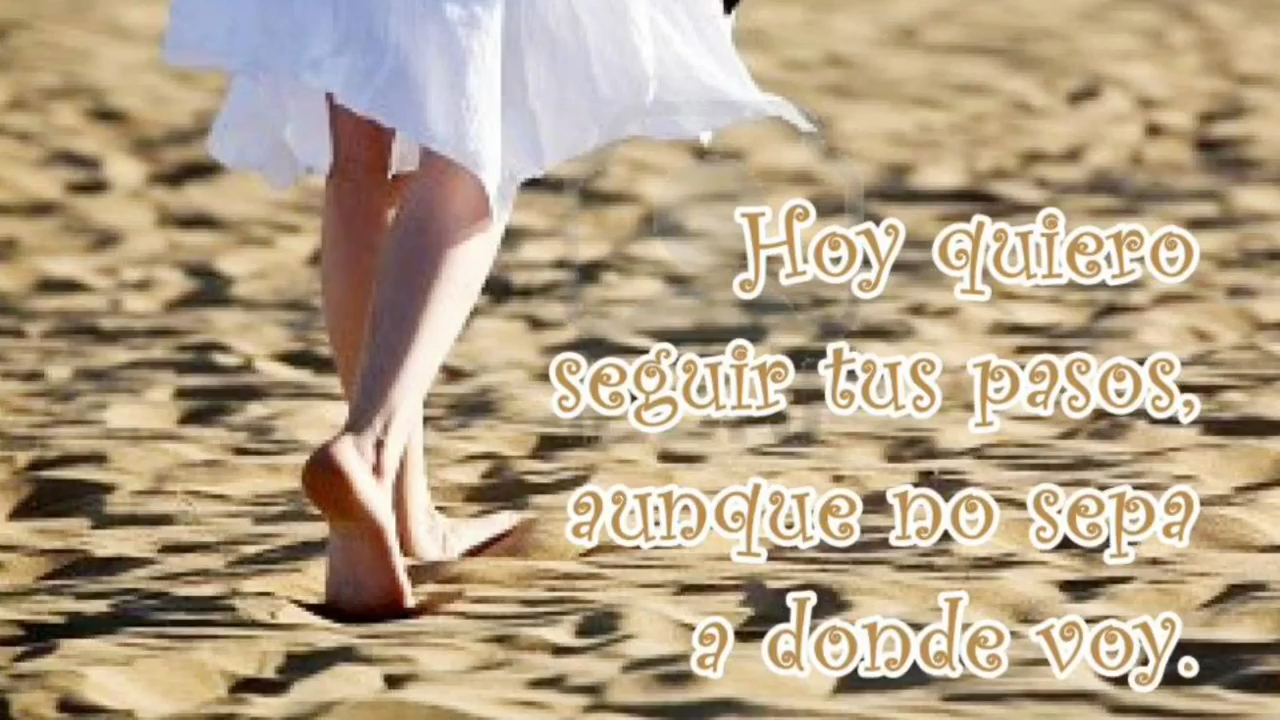 Hoy quiero
seguir tus pasos,
aunque no sepa
a donde voy.